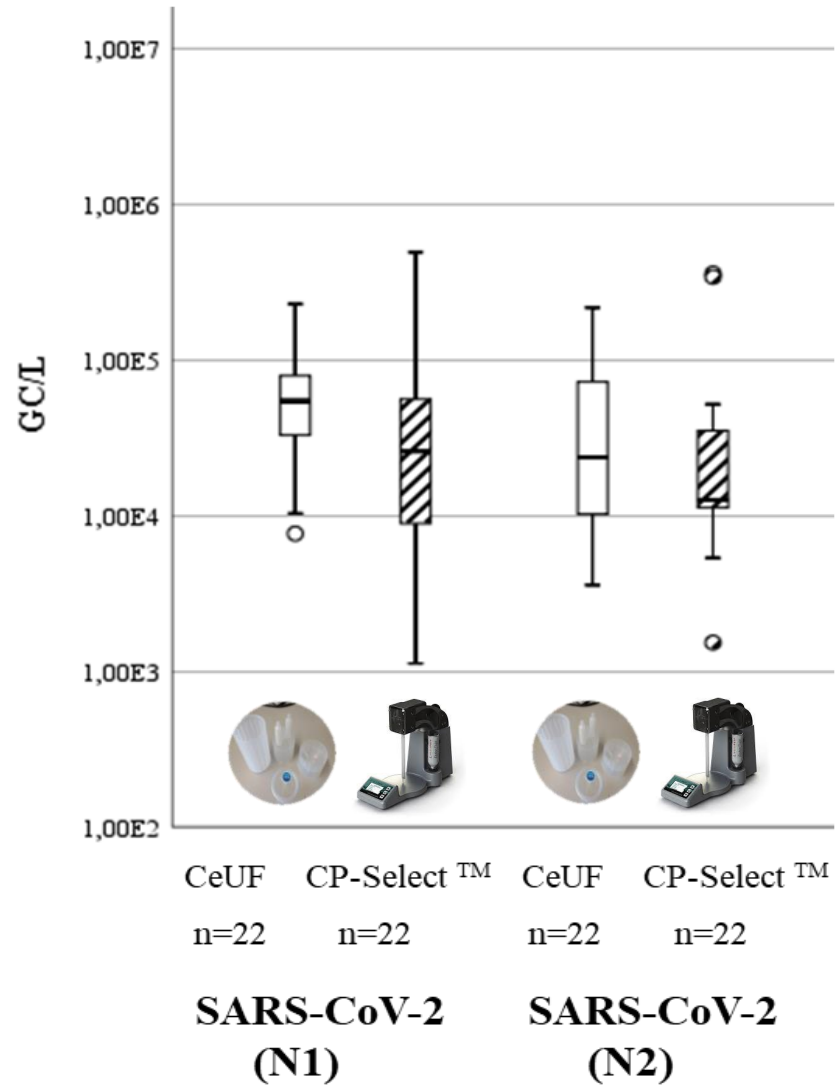 1,00E7
1,00E6
1,00E5
1,00E4
1,00E3
1,00E2
GC/L
CeUF CP-Select ™ CeUF CP-Select ™
n=22 n=22 n=22 n=22
SARS-CoV-2 SARS-CoV-2
(N1) (N2)